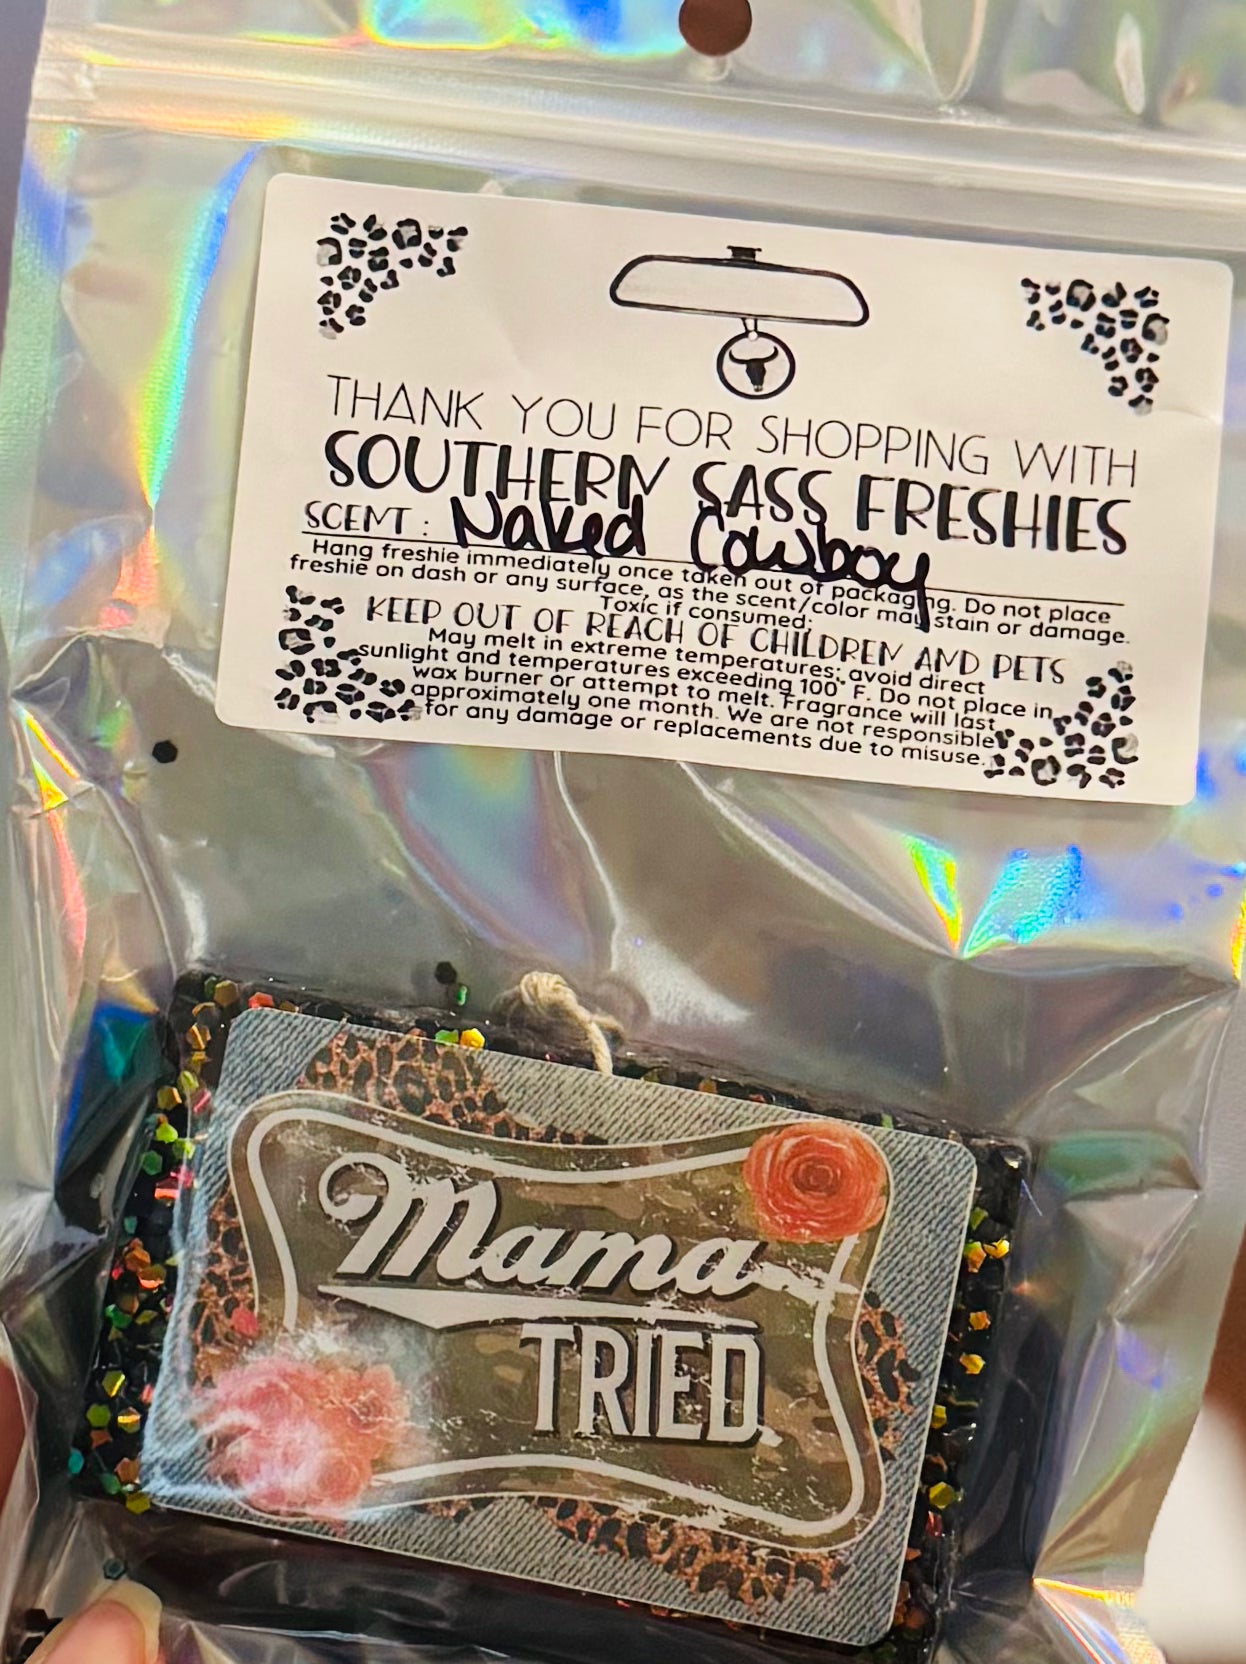 THANK YOU FOR SHOPPING WITH
SOUTHERN SASS FRESHIES
SCENT: Naked Cowboy
Hang freshie immediately once taken out of packaging. Do not place
freshie on dash or any surface, as the scent/color may stain or damage.
Toxic if consumed;
KEEP OUT OF REACH OF CHILDREN AND PETS
May melt in extreme temperatures; avoid direct
sunlight and temperatures exceeding 100° F. Do not place in
wax burner or attempt to melt. Fragrance will last
approximately one month. We are not responsible
for any damage or replacements due to misuse.
Mama
TRIED